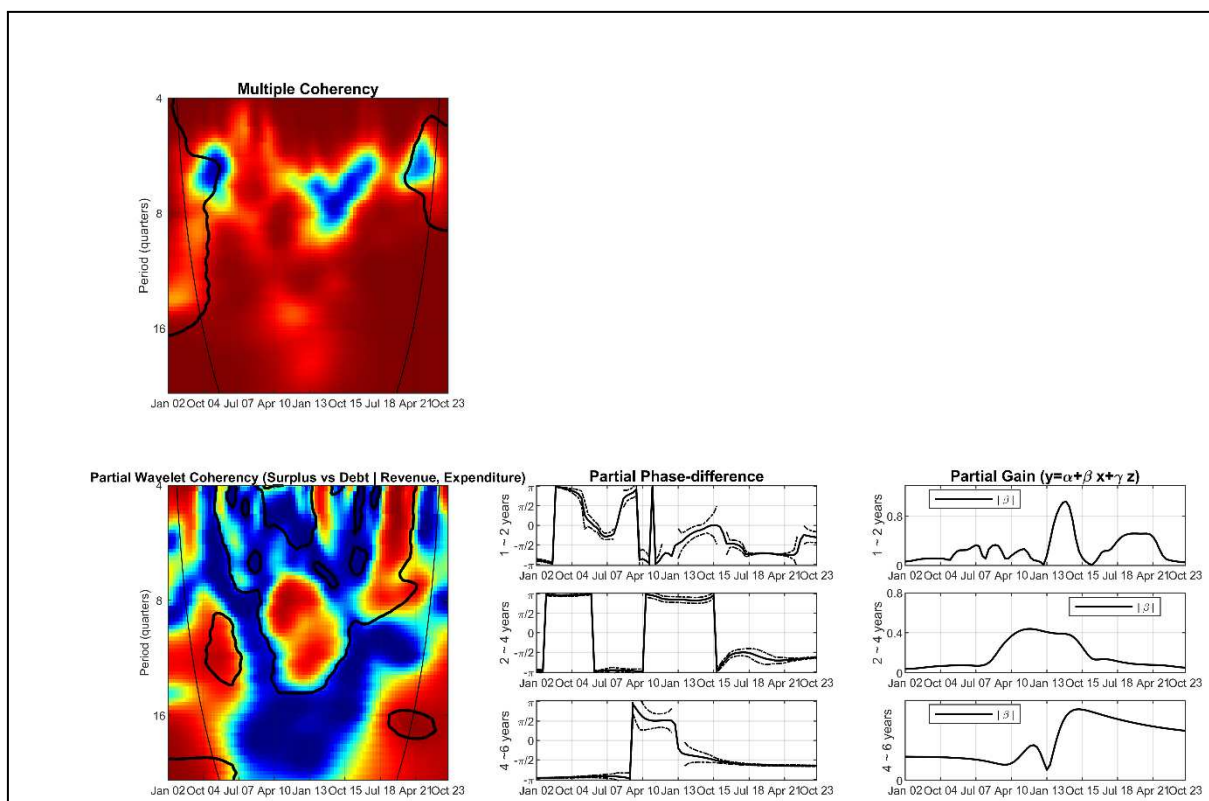 Multiple Coherency
4
8
16
Period (quarters)
Jan 02 Oct 04 Jul 07 Apr 10 Jan 13 Oct 15 Jul 18 Apr 21 Oct 23
Partial Wavelet Coherency (Surplus vs Debt | Revenue, Expenditure)
4
8
16
Period (quarters)
Jan 02 Oct 04 Jul 07 Apr 10 Jan 13 Oct 15 Jul 18 Apr 21 Oct 23
Partial Phase-difference
1 ~ 2 years
π
π/2
0
-π/2
-π
Jan 02 Oct 04 Jul 07 Apr 10 Jan 13 Oct 15 Jul 18 Apr 21 Oct 23
2 ~ 4 years
π
π/2
0
-π/2
-π
Jan 02 Oct 04 Jul 07 Apr 10 Jan 13 Oct 15 Jul 18 Apr 21 Oct 23
4 ~6 years
π
π/2
0
-π/2
-π
Jan 02 Oct 04 Jul 07 Apr 10 Jan 13 Oct 15 Jul 18 Apr 21 Oct 23
Partial Gain (y=α+β x+γ z)
1 ~ 2 years
0.8
0
|β|
Jan 02 Oct 04 Jul 07 Apr 10 Jan 13 Oct 15 Jul 18 Apr 21 Oct 23
2 ~ 4 years
0.8
0.4
0
|β|
Jan 02 Oct 04 Jul 07 Apr 10 Jan 13 Oct 15 Jul 18 Apr 21 Oct 23
4 ~ 6 years
0
|β|
Jan 02 Oct 04 Jul 07 Apr 10 Jan 13 Oct 15 Jul 18 Apr 21 Oct 23